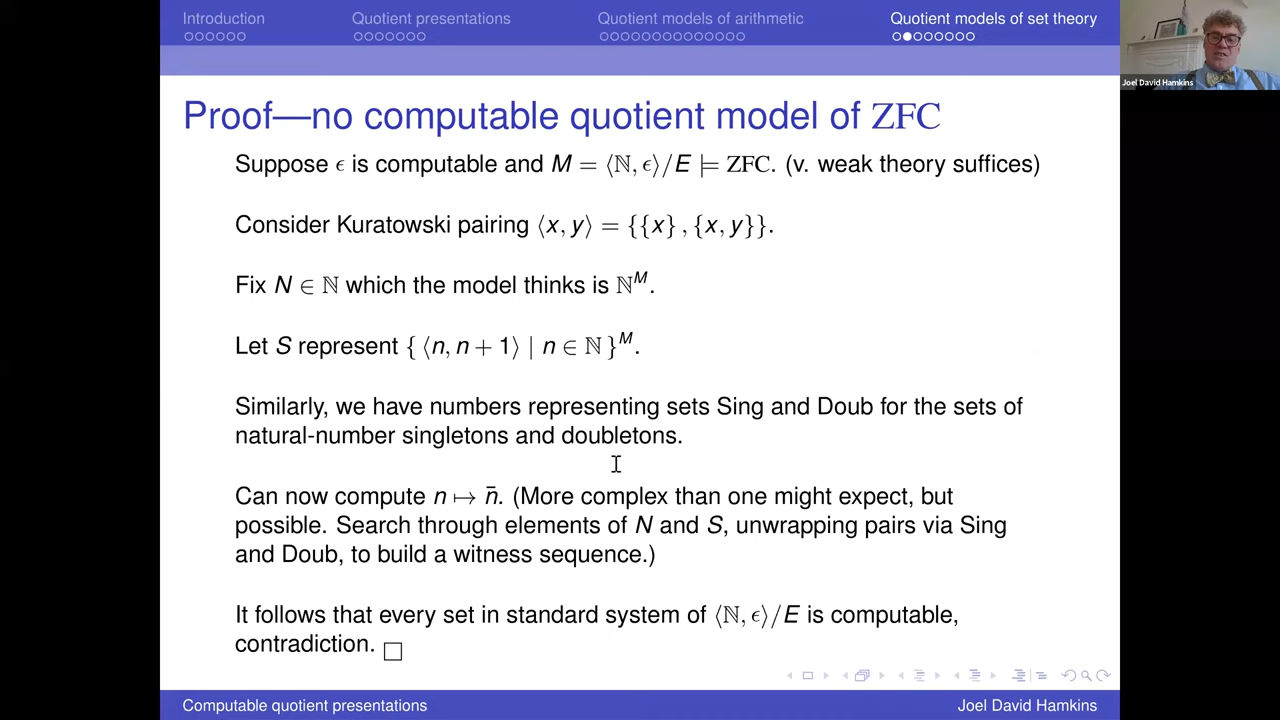 Introduction Quotient presentations Quotient models of arithmetic Quotient models of set theory
Joel David Hamkins
Proof—no computable quotient model of ZFC
Suppose ϵ is computable and M = ⟨ℕ, ϵ⟩/E ⊨ ZFC. (v. weak theory suffices)
Consider Kuratowski pairing ⟨x, y⟩ = {{x} , {x, y}}.
Fix N ∈ ℕ which the model thinks is ℕᴹ.
Let S represent { ⟨n, n + 1⟩ | n ∈ ℕ }ᴹ.
Similarly, we have numbers representing sets Sing and Doub for the sets of
natural-number singletons and doubletons.
Can now compute n ↦ n̄. (More complex than one might expect, but
possible. Search through elements of N and S, unwrapping pairs via Sing
and Doub, to build a witness sequence.)
It follows that every set in standard system of ⟨ℕ, ϵ⟩/E is computable,
contradiction. □
Computable quotient presentations Joel David Hamkins